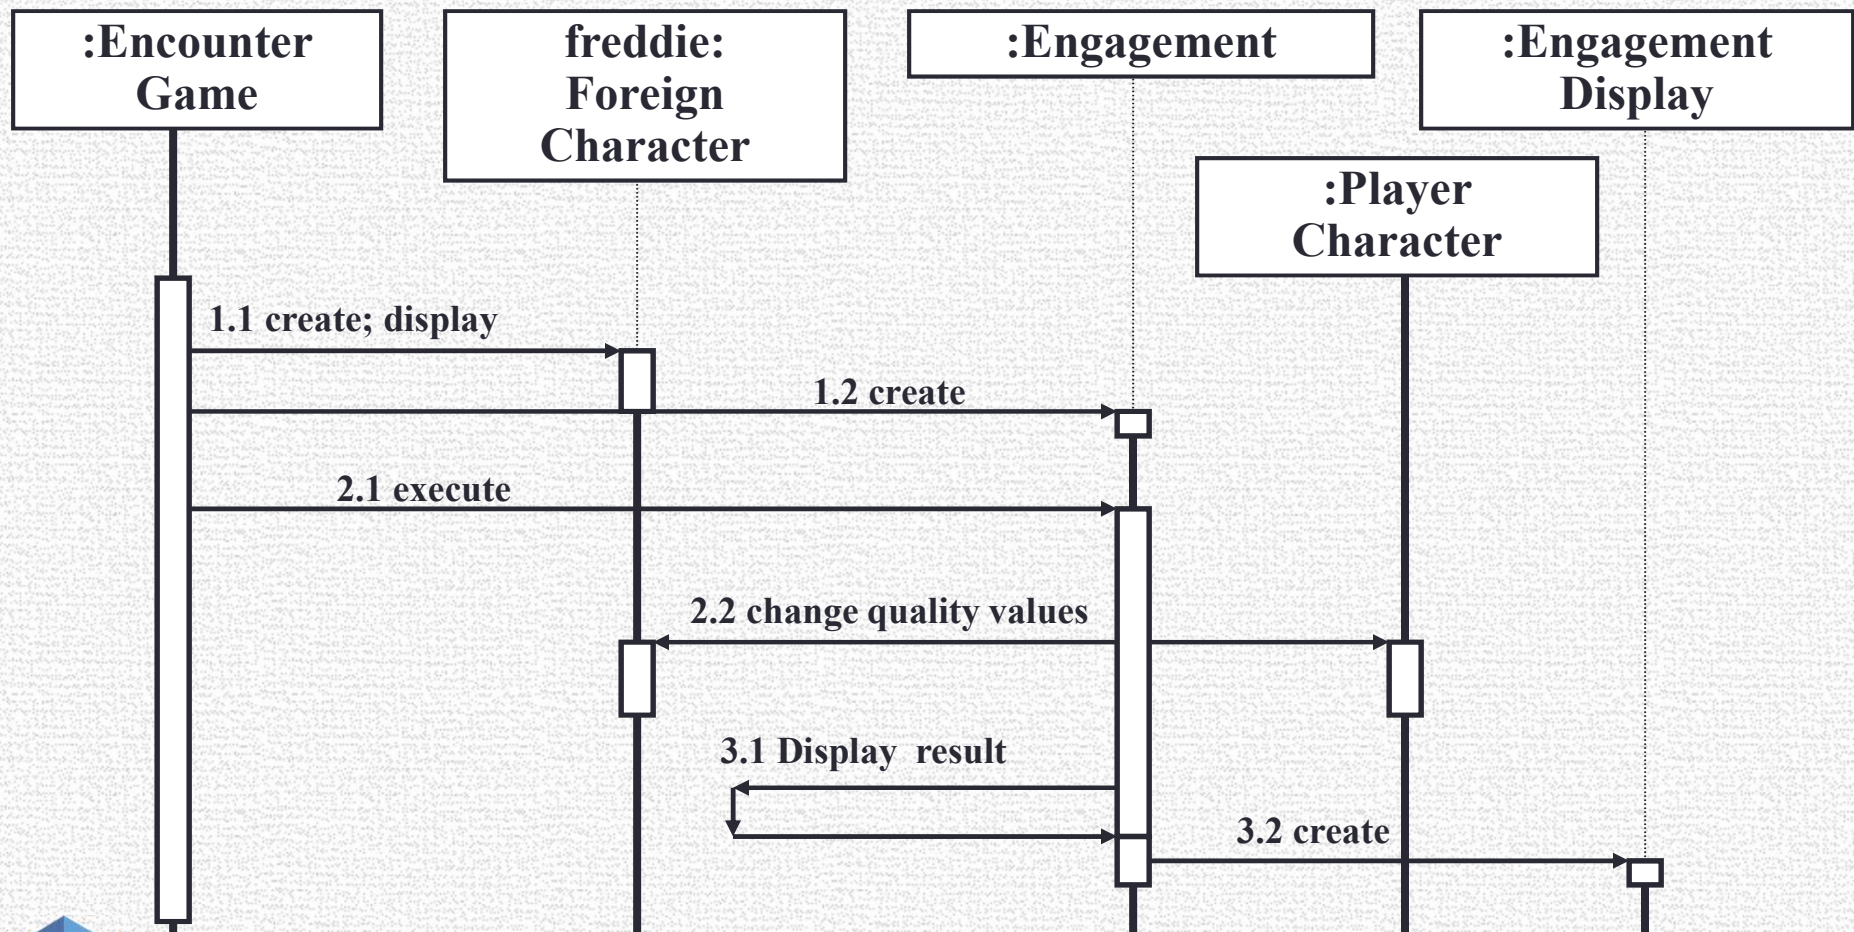 :Encounter
Game
freddie:
Foreign
Character
:Engagement
:Engagement
Display
:Player
Character
1.1 create; display
1.2 create
2.1 execute
2.2 change quality values
3.1 Display  result
3.2 create